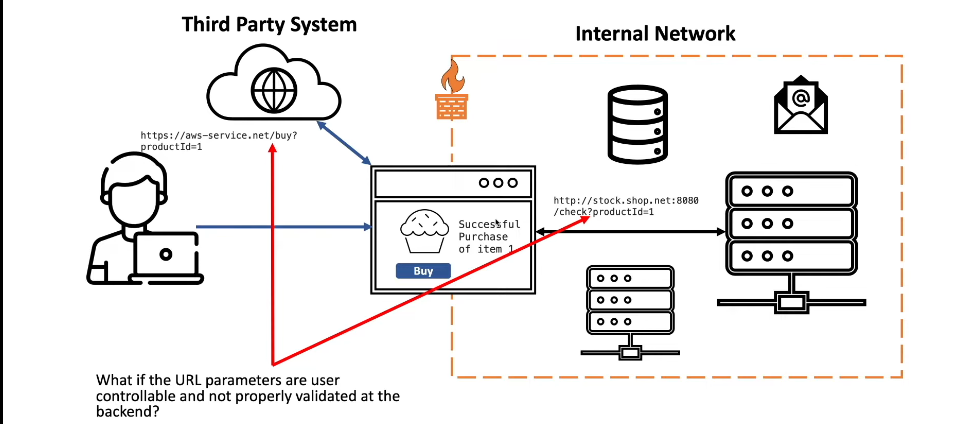 Third Party System
Internal Network
https://aws-service.net/buy?
productId=1
@
http://stock.shop.net:8080
/check?productId=1
Successful
Purchase
of item 1
Buy
What if the URL parameters are user
controllable and not properly validated at the
backend?